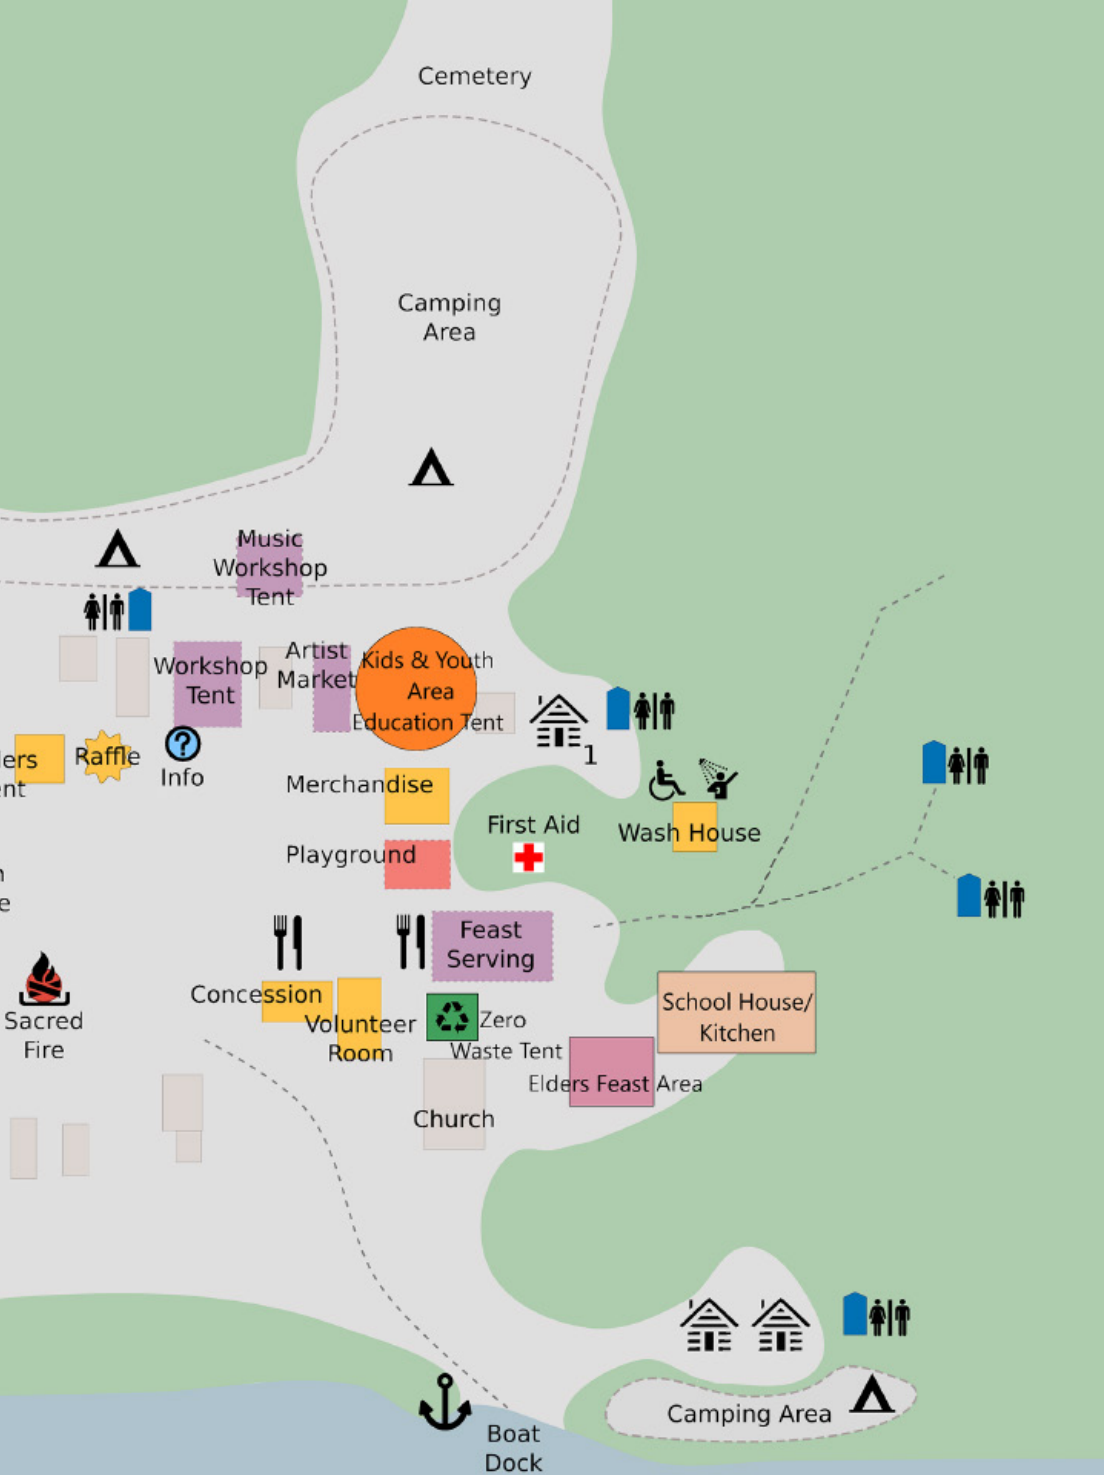 Cemetery
Camping
Area
Music
Workshop
Tent
Workshop
Tent
Artist
Market
Kids & Youth
Area
Education Tent
1
lers
nt
Raffle
?
Info
Merchandise
First Aid
Wash House
Playground
n
e
Feast
Serving
Sacred
Fire
Concession
Volunteer
Room
Zero
Waste Tent
School House/
Kitchen
Elders Feast Area
Church
Camping Area
Boat
Dock